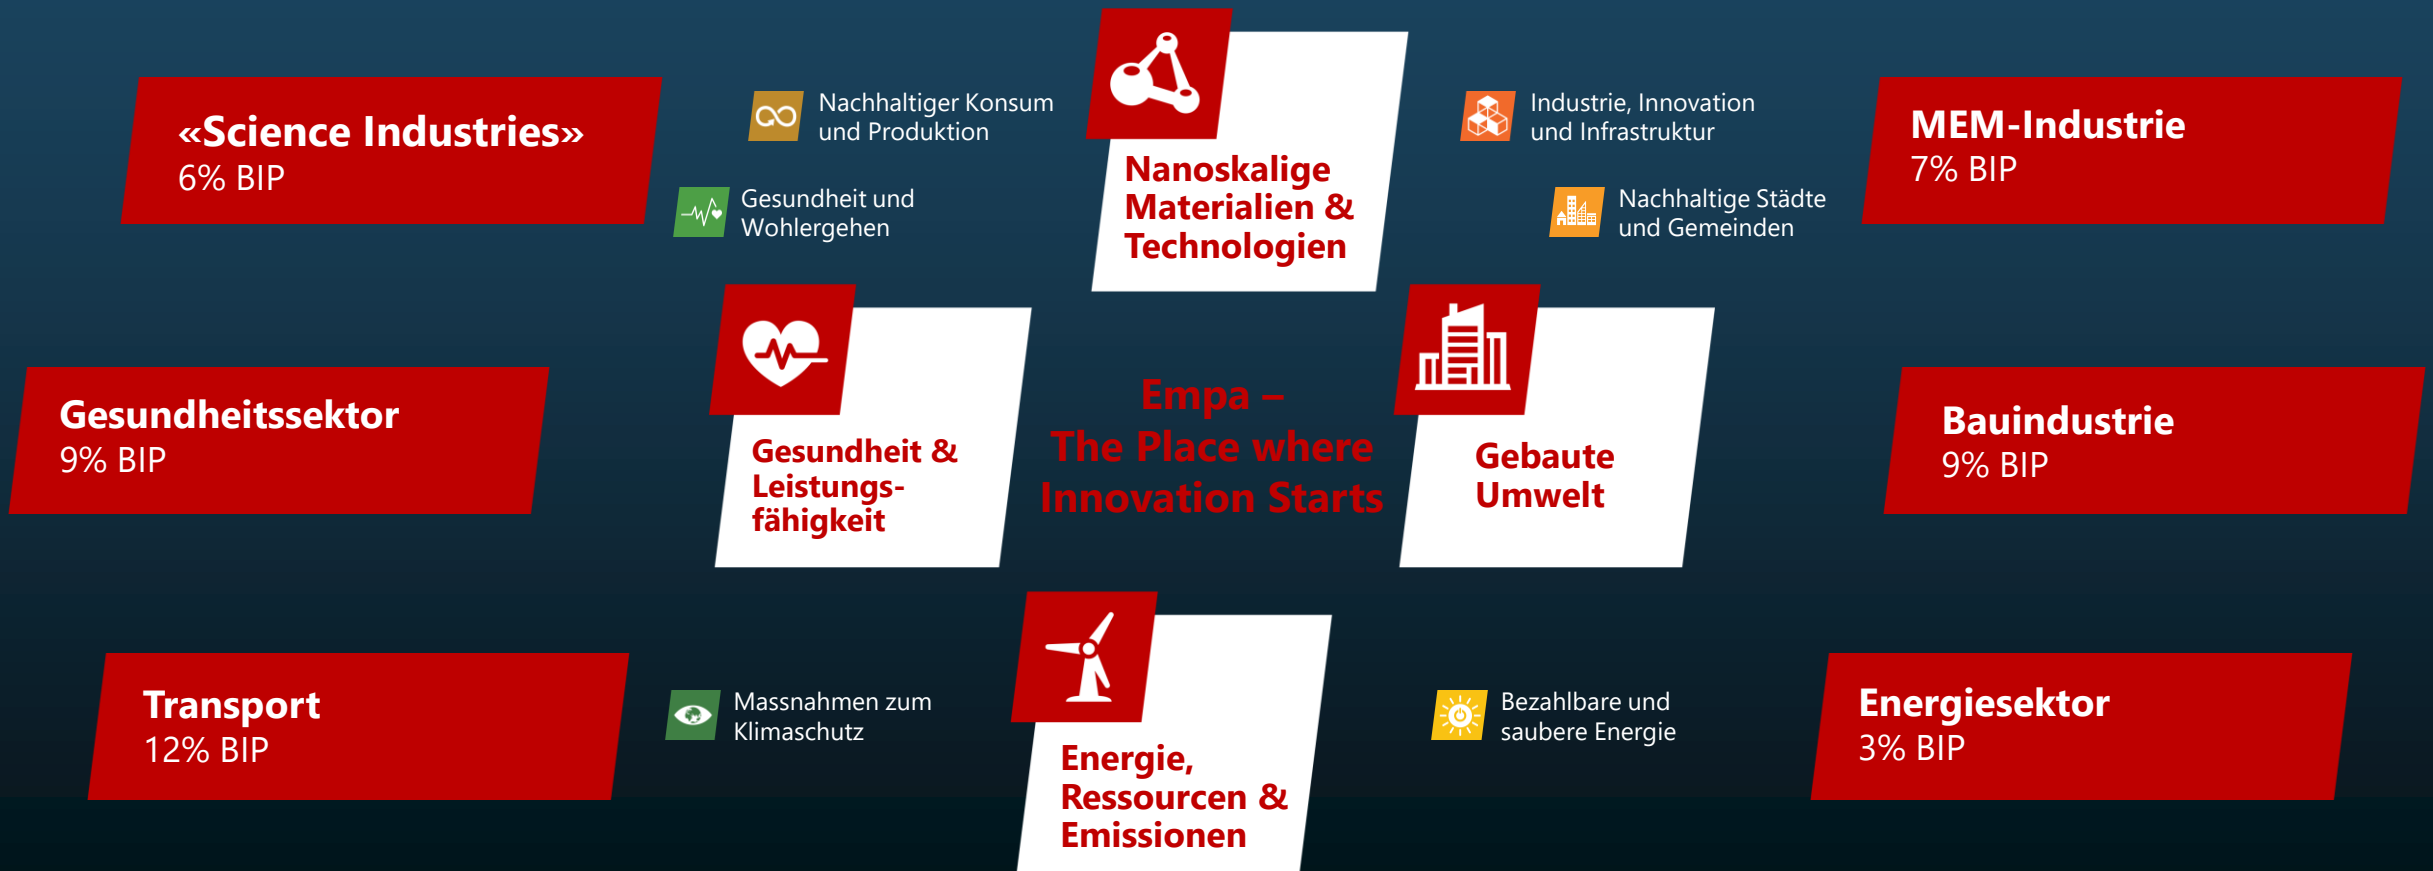 «Science Industries»
6% BIP
Nachhaltiger Konsum
und Produktion
Gesundheit und
Wohlergehen
Nanoskalige
Materialien &
Technologien
Industrie, Innovation
und Infrastruktur
Nachhaltige Städte
und Gemeinden
MEM-Industrie
7% BIP
Gesundheitssektor
9% BIP
Gesundheit &
Leistungs-
fähigkeit
Empa –
The Place where
Innovation Starts
Gebaute
Umwelt
Bauindustrie
9% BIP
Transport
12% BIP
Massnahmen zum
Klimaschutz
Energie,
Ressourcen &
Emissionen
Bezahlbare und
saubere Energie
Energiesektor
3% BIP